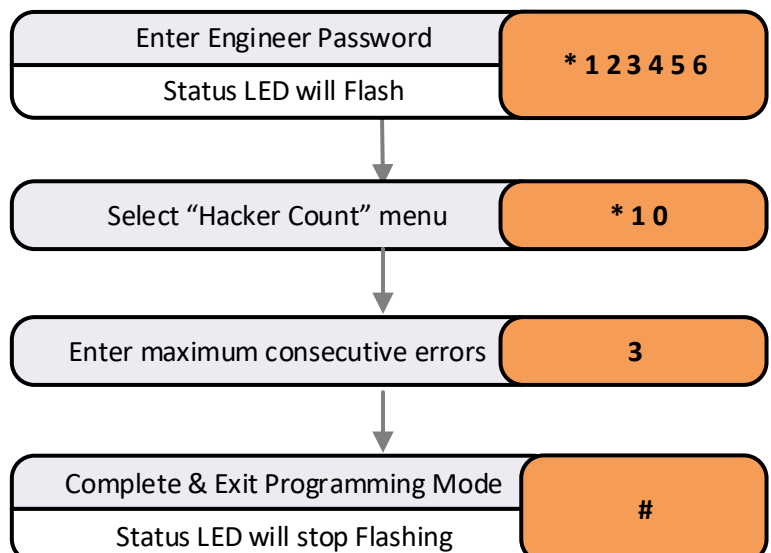 Enter Engineer Password
* 1 2 3 4 5 6
Status LED will Flash
Select “Hacker Count” menu
* 1 0
Enter maximum consecutive errors
3
Complete & Exit Programming Mode
#
Status LED will stop Flashing